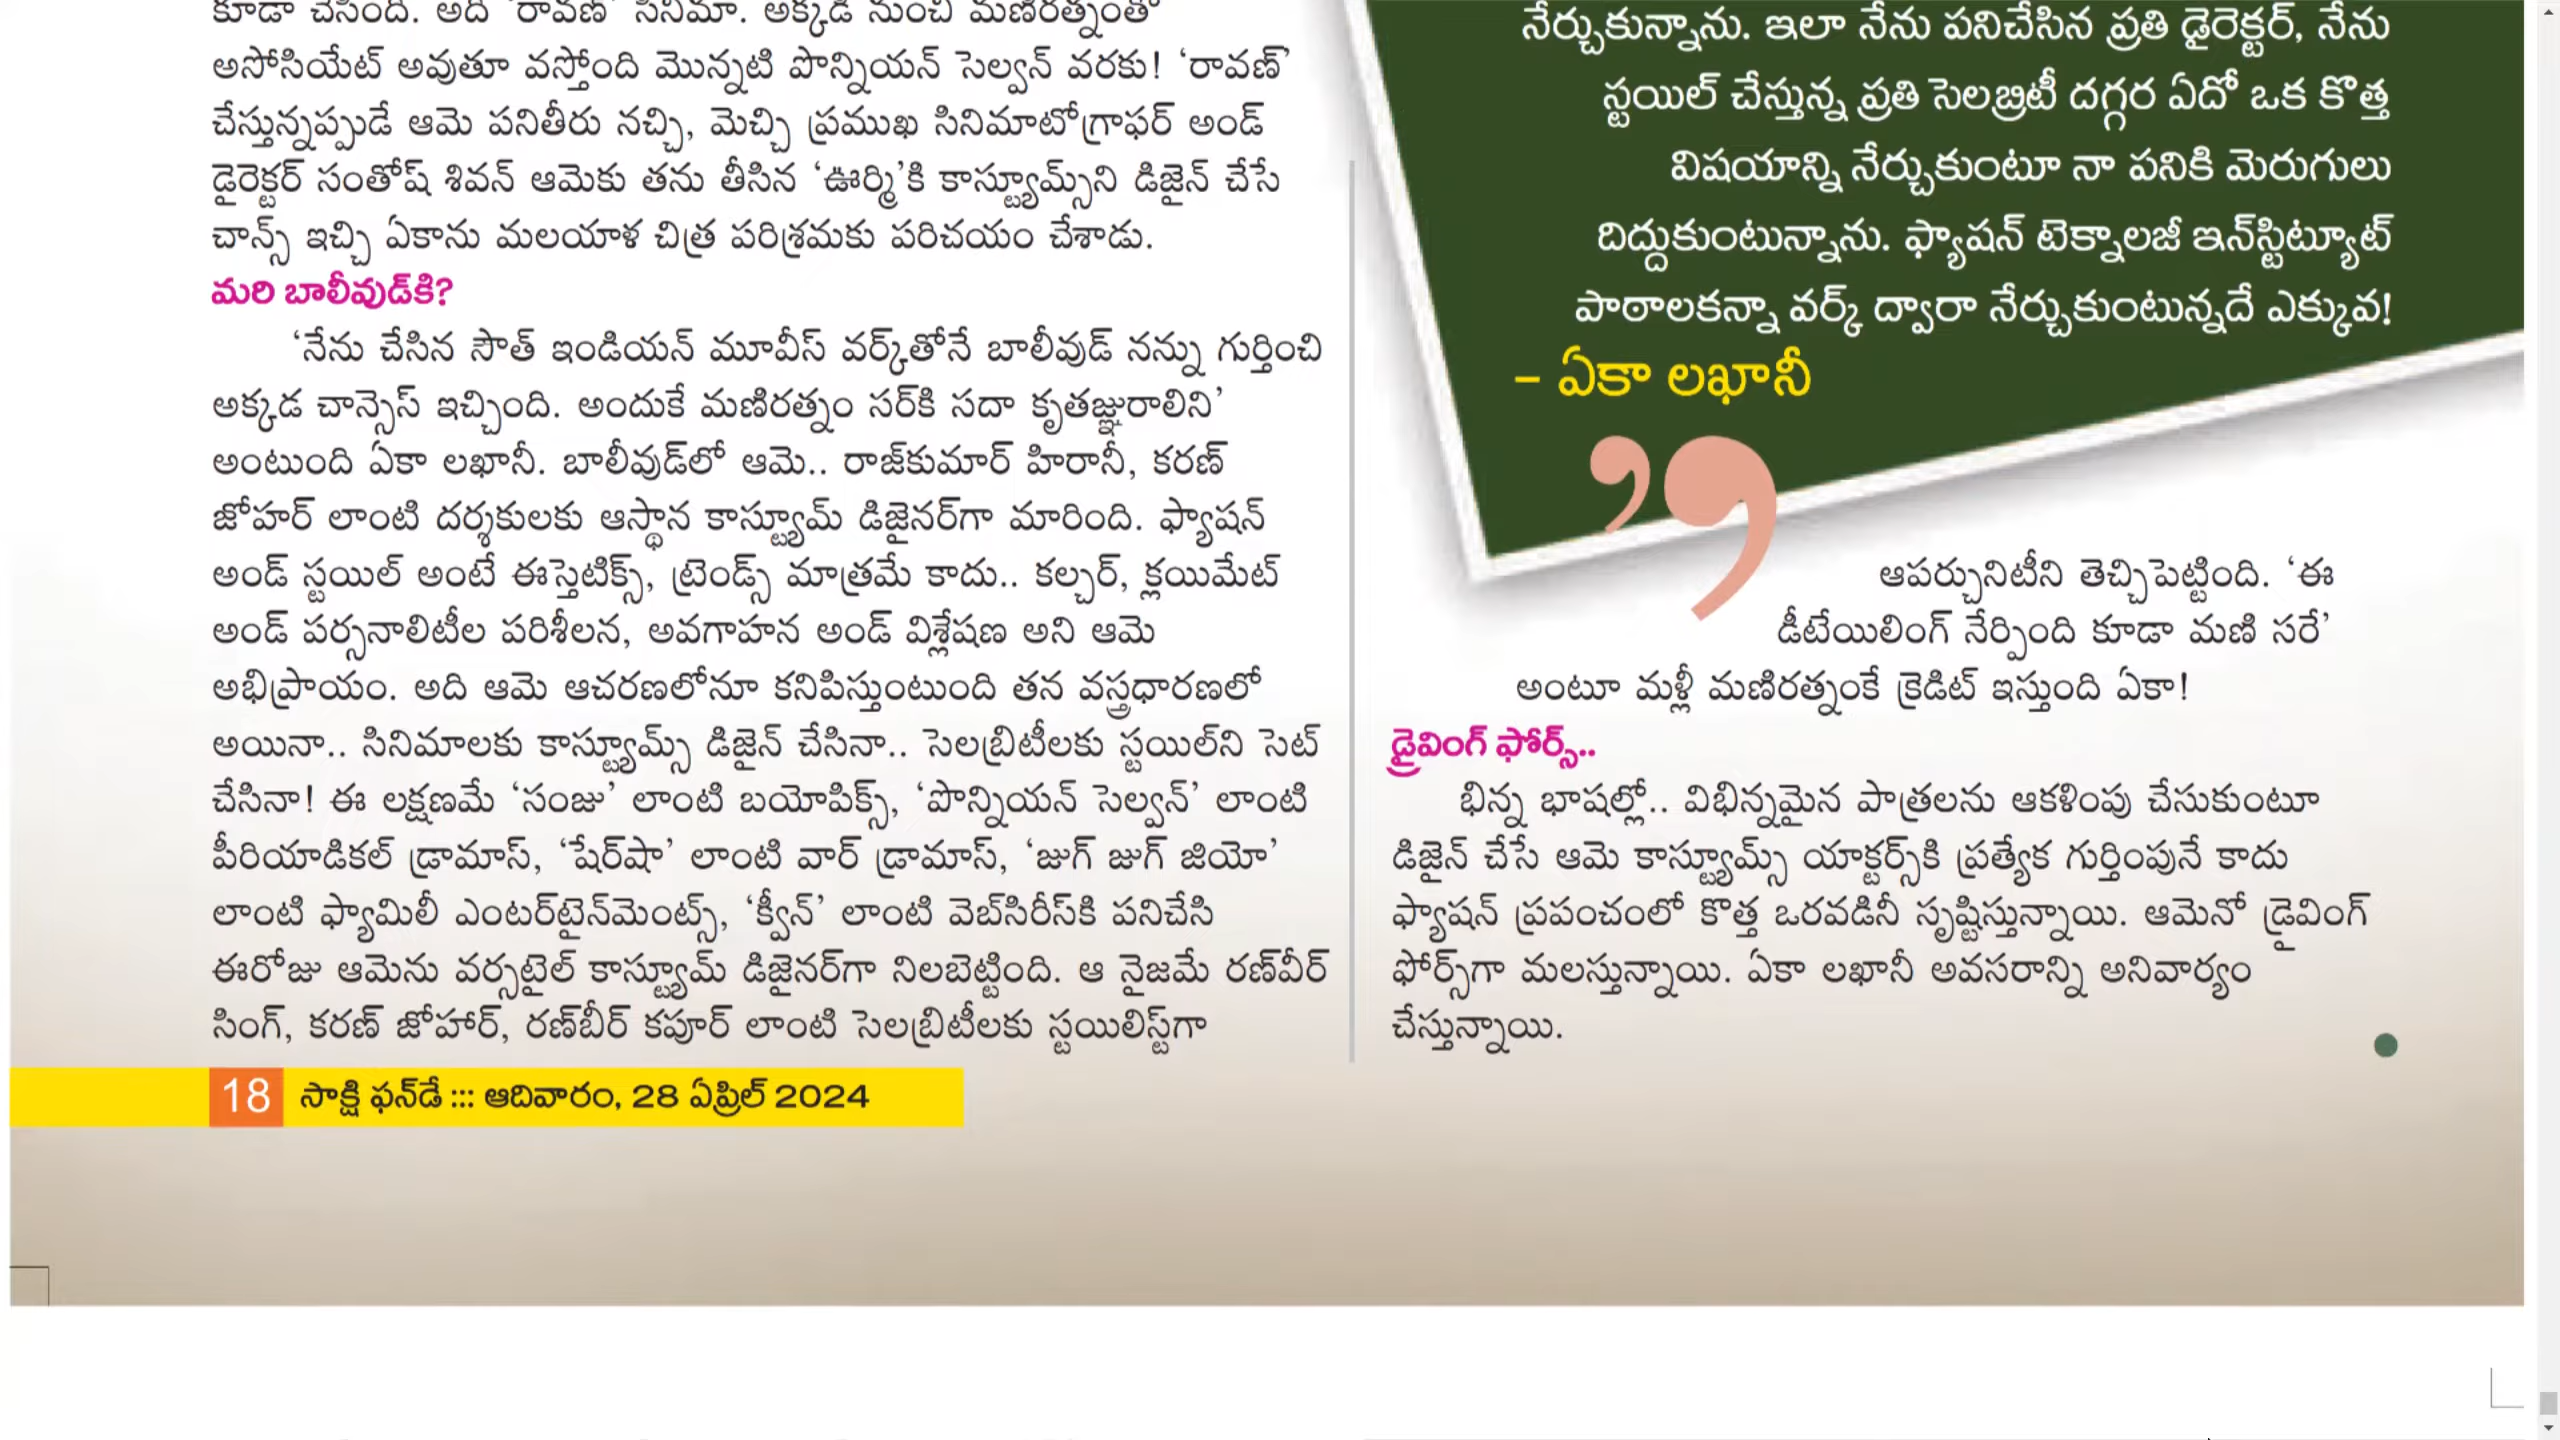 కూడా చేసింది. అది ‘రావణ్’ సినిమా. అక్కడి నుంచి మణిరత్నంతో
అసోసియేట్ అవుతూ వస్తోంది మొన్నటి పొన్నియన్ సెల్వన్ వరకు! ‘రావణ్’
చేస్తున్నప్పుడే ఆమె పనితీరు నచ్చి, మెచ్చి ప్రముఖ సినిమాటోగ్రాఫర్ అండ్
డైరెక్టర్ సంతోష్ శివన్ ఆమెకు తను తీసిన ‘ఊర్మి’కి కాస్ట్యూమ్స్‌ని డిజైన్ చేసే
చాన్స్ ఇచ్చి ఏకాను మలయాళ చిత్ర పరిశ్రమకు పరిచయం చేశాడు.
మరి బాలీవుడ్‌కి?
‘నేను చేసిన సౌత్ ఇండియన్ మూవీస్ వర్క్‌తోనే బాలీవుడ్ నన్ను గుర్తించి
అక్కడ చాన్సెస్ ఇచ్చింది. అందుకే మణిరత్నం సర్‌కి సదా కృతజ్ఞురాలిని’
అంటుంది ఏకా లఖానీ. బాలీవుడ్‌లో ఆమె.. రాజ్‌కుమార్ హిరానీ, కరణ్
జోహర్ లాంటి దర్శకులకు ఆస్థాన కాస్ట్యూమ్ డిజైనర్‌గా మారింది. ఫ్యాషన్
అండ్ స్టయిల్ అంటే ఈస్తెటిక్స్, ట్రెండ్స్ మాత్రమే కాదు.. కల్చర్, క్లయిమేట్
అండ్ పర్సనాలిటీల పరిశీలన, అవగాహన అండ్ విశ్లేషణ అని ఆమె
అభిప్రాయం. అది ఆమె ఆచరణలోనూ కనిపిస్తుంటుంది తన వస్త్రధారణలో
అయినా.. సినిమాలకు కాస్ట్యూమ్స్ డిజైన్ చేసినా.. సెలబ్రిటీలకు స్టయిల్‌ని సెట్
చేసినా! ఈ లక్షణమే ‘సంజు’ లాంటి బయోపిక్స్, ‘పొన్నియన్ సెల్వన్’ లాంటి
పీరియాడికల్ డ్రామాస్, ‘షేర్‌షా’ లాంటి వార్ డ్రామాస్, ‘జుగ్ జుగ్ జియో’
లాంటి ఫ్యామిలీ ఎంటర్‌టైన్‌మెంట్స్, ‘క్వీన్’ లాంటి వెబ్‌సిరీస్‌కి పనిచేసి
ఈరోజు ఆమెను వర్సటైల్ కాస్ట్యూమ్ డిజైనర్‌గా నిలబెట్టింది. ఆ నైజమే రణ్‌వీర్
సింగ్, కరణ్ జోహార్, రణ్‌బీర్ కపూర్ లాంటి సెలబ్రిటీలకు స్టయిలిస్ట్‌గా
నేర్చుకున్నాను. ఇలా నేను పనిచేసిన ప్రతి డైరెక్టర్, నేను
స్టయిల్ చేస్తున్న ప్రతి సెలబ్రిటీ దగ్గర ఏదో ఒక కొత్త
విషయాన్ని నేర్చుకుంటూ నా పనికి మెరుగులు
దిద్దుకుంటున్నాను. ఫ్యాషన్ టెక్నాలజీ ఇన్‌స్టిట్యూట్
పాఠాలకన్నా వర్క్ ద్వారా నేర్చుకుంటున్నదే ఎక్కువ!
– ఏకా లఖానీ
”
ఆపర్చునిటీని తెచ్చిపెట్టింది. ‘ఈ
డీటేయిలింగ్ నేర్పింది కూడా మణి సరే’
అంటూ మళ్లీ మణిరత్నంకే క్రెడిట్ ఇస్తుంది ఏకా!
డ్రైవింగ్ ఫోర్స్..
భిన్న భాషల్లో.. విభిన్నమైన పాత్రలను ఆకళింపు చేసుకుంటూ
డిజైన్ చేసే ఆమె కాస్ట్యూమ్స్ యాక్టర్స్‌కి ప్రత్యేక గుర్తింపునే కాదు
ఫ్యాషన్ ప్రపంచంలో కొత్త ఒరవడినీ సృష్టిస్తున్నాయి. ఆమెనో డ్రైవింగ్
ఫోర్స్‌గా మలస్తున్నాయి. ఏకా లఖానీ అవసరాన్ని అనివార్యం
చేస్తున్నాయి.
18 సాక్షి ఫన్‌డే ::: ఆదివారం, 28 ఏప్రిల్ 2024